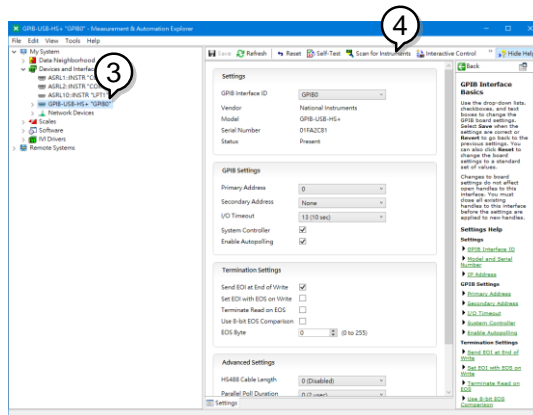 GPIB-USB-HS+ "GPIB0" - Measurement & Automation Explorer
File Edit View Tools Help
4
3
My System
Data Neighborhood
Devices and Interfac
ASRL1::INSTR "CO
ASRL2::INSTR "CO
ASRL10::INSTR "LPT1"
GPIB-USB-HS+ "GPIB0"
Network Devices
Scales
Software
IVI Drivers
Remote Systems
Save Refresh Reset Self-Test Scan for Instruments Interactive Control » Hide Help
Settings
GPIB Interface ID GPIB0
Vendor National Instruments
Model GPIB-USB-HS+
Serial Number 01FA2C81
Status Present
GPIB Settings
Primary Address 0
Secondary Address None
I/O Timeout 13 (10 sec)
System Controller
Enable Autopolling
Termination Settings
Send EOI at End of Write
Set EOI with EOS on Write
Terminate Read on EOS
Use 8-bit EOS Comparison
EOS Byte 0 (0 to 255)
Advanced Settings
HS488 Cable Length 0 (Disabled)
Parallel Poll Duration 0 (2 usec)
Settings
Back
GPIB Interface
Basics
Use the drop-down lists,
checkboxes, and text
boxes to change the
GPIB board settings.
Select Save when the
settings are correct or
Revert to go back to the
previous settings. You
can also click Reset to
change the board
settings to a standard
set of values.
Changes to board
settings do not affect
open handles to this
interface. You must
close all existing
handles to this interface
before the settings are
applied to new handles.
Settings Help
Settings
GPIB Interface ID
Model and Serial
Number
IP Address
GPIB Settings
Primary Address
Secondary Address
I/O Timeout
System Controller
Enable Autopolling
Termination Settings
Send EOI at End of
Write
Set EOI with EOS on
Write
Terminate Read on
EOS
Use 8-bit EOS
Comparison